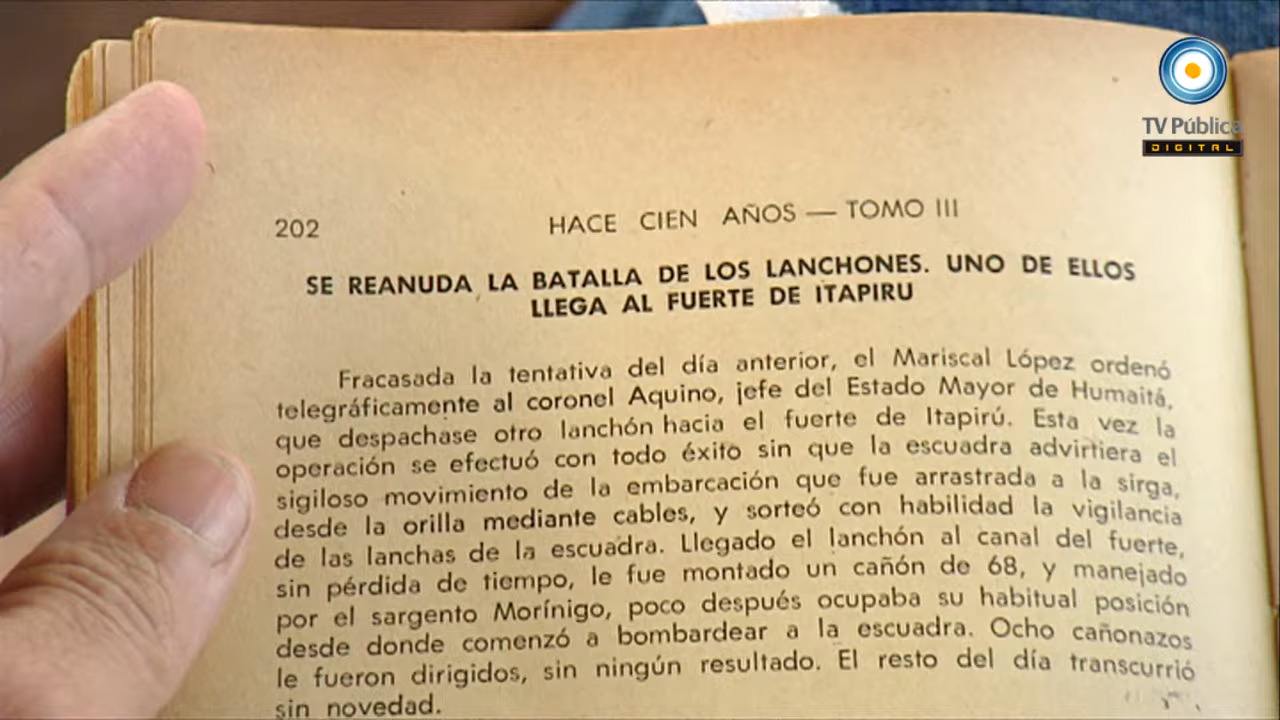 TV Pública
DIGITAL
202 HACE CIEN AÑOS — TOMO III
SE REANUDA LA BATALLA DE LOS LANCHONES. UNO DE ELLOS
LLEGA AL FUERTE DE ITAPIRU
Fracasada la tentativa del día anterior, el Mariscal López ordenó
telegráficamente al coronel Aquino, jefe del Estado Mayor de Humaitá,
que despachase otro lanchón hacia el fuerte de Itapirú. Esta vez la
operación se efectuó con todo éxito sin que la escuadra advirtiera el
sigiloso movimiento de la embarcación que fue arrastrada a la sirga,
desde la orilla mediante cables, y sorteó con habilidad la vigilancia
de las lanchas de la escuadra. Llegado el lanchón al canal del fuerte,
sin pérdida de tiempo, le fue montado un cañón de 68, y manejado
por el sargento Morínigo, poco después ocupaba su habitual posición
desde donde comenzó a bombardear a la escuadra. Ocho cañonazos
le fueron dirigidos, sin ningún resultado. El resto del día transcurrió
sin novedad.